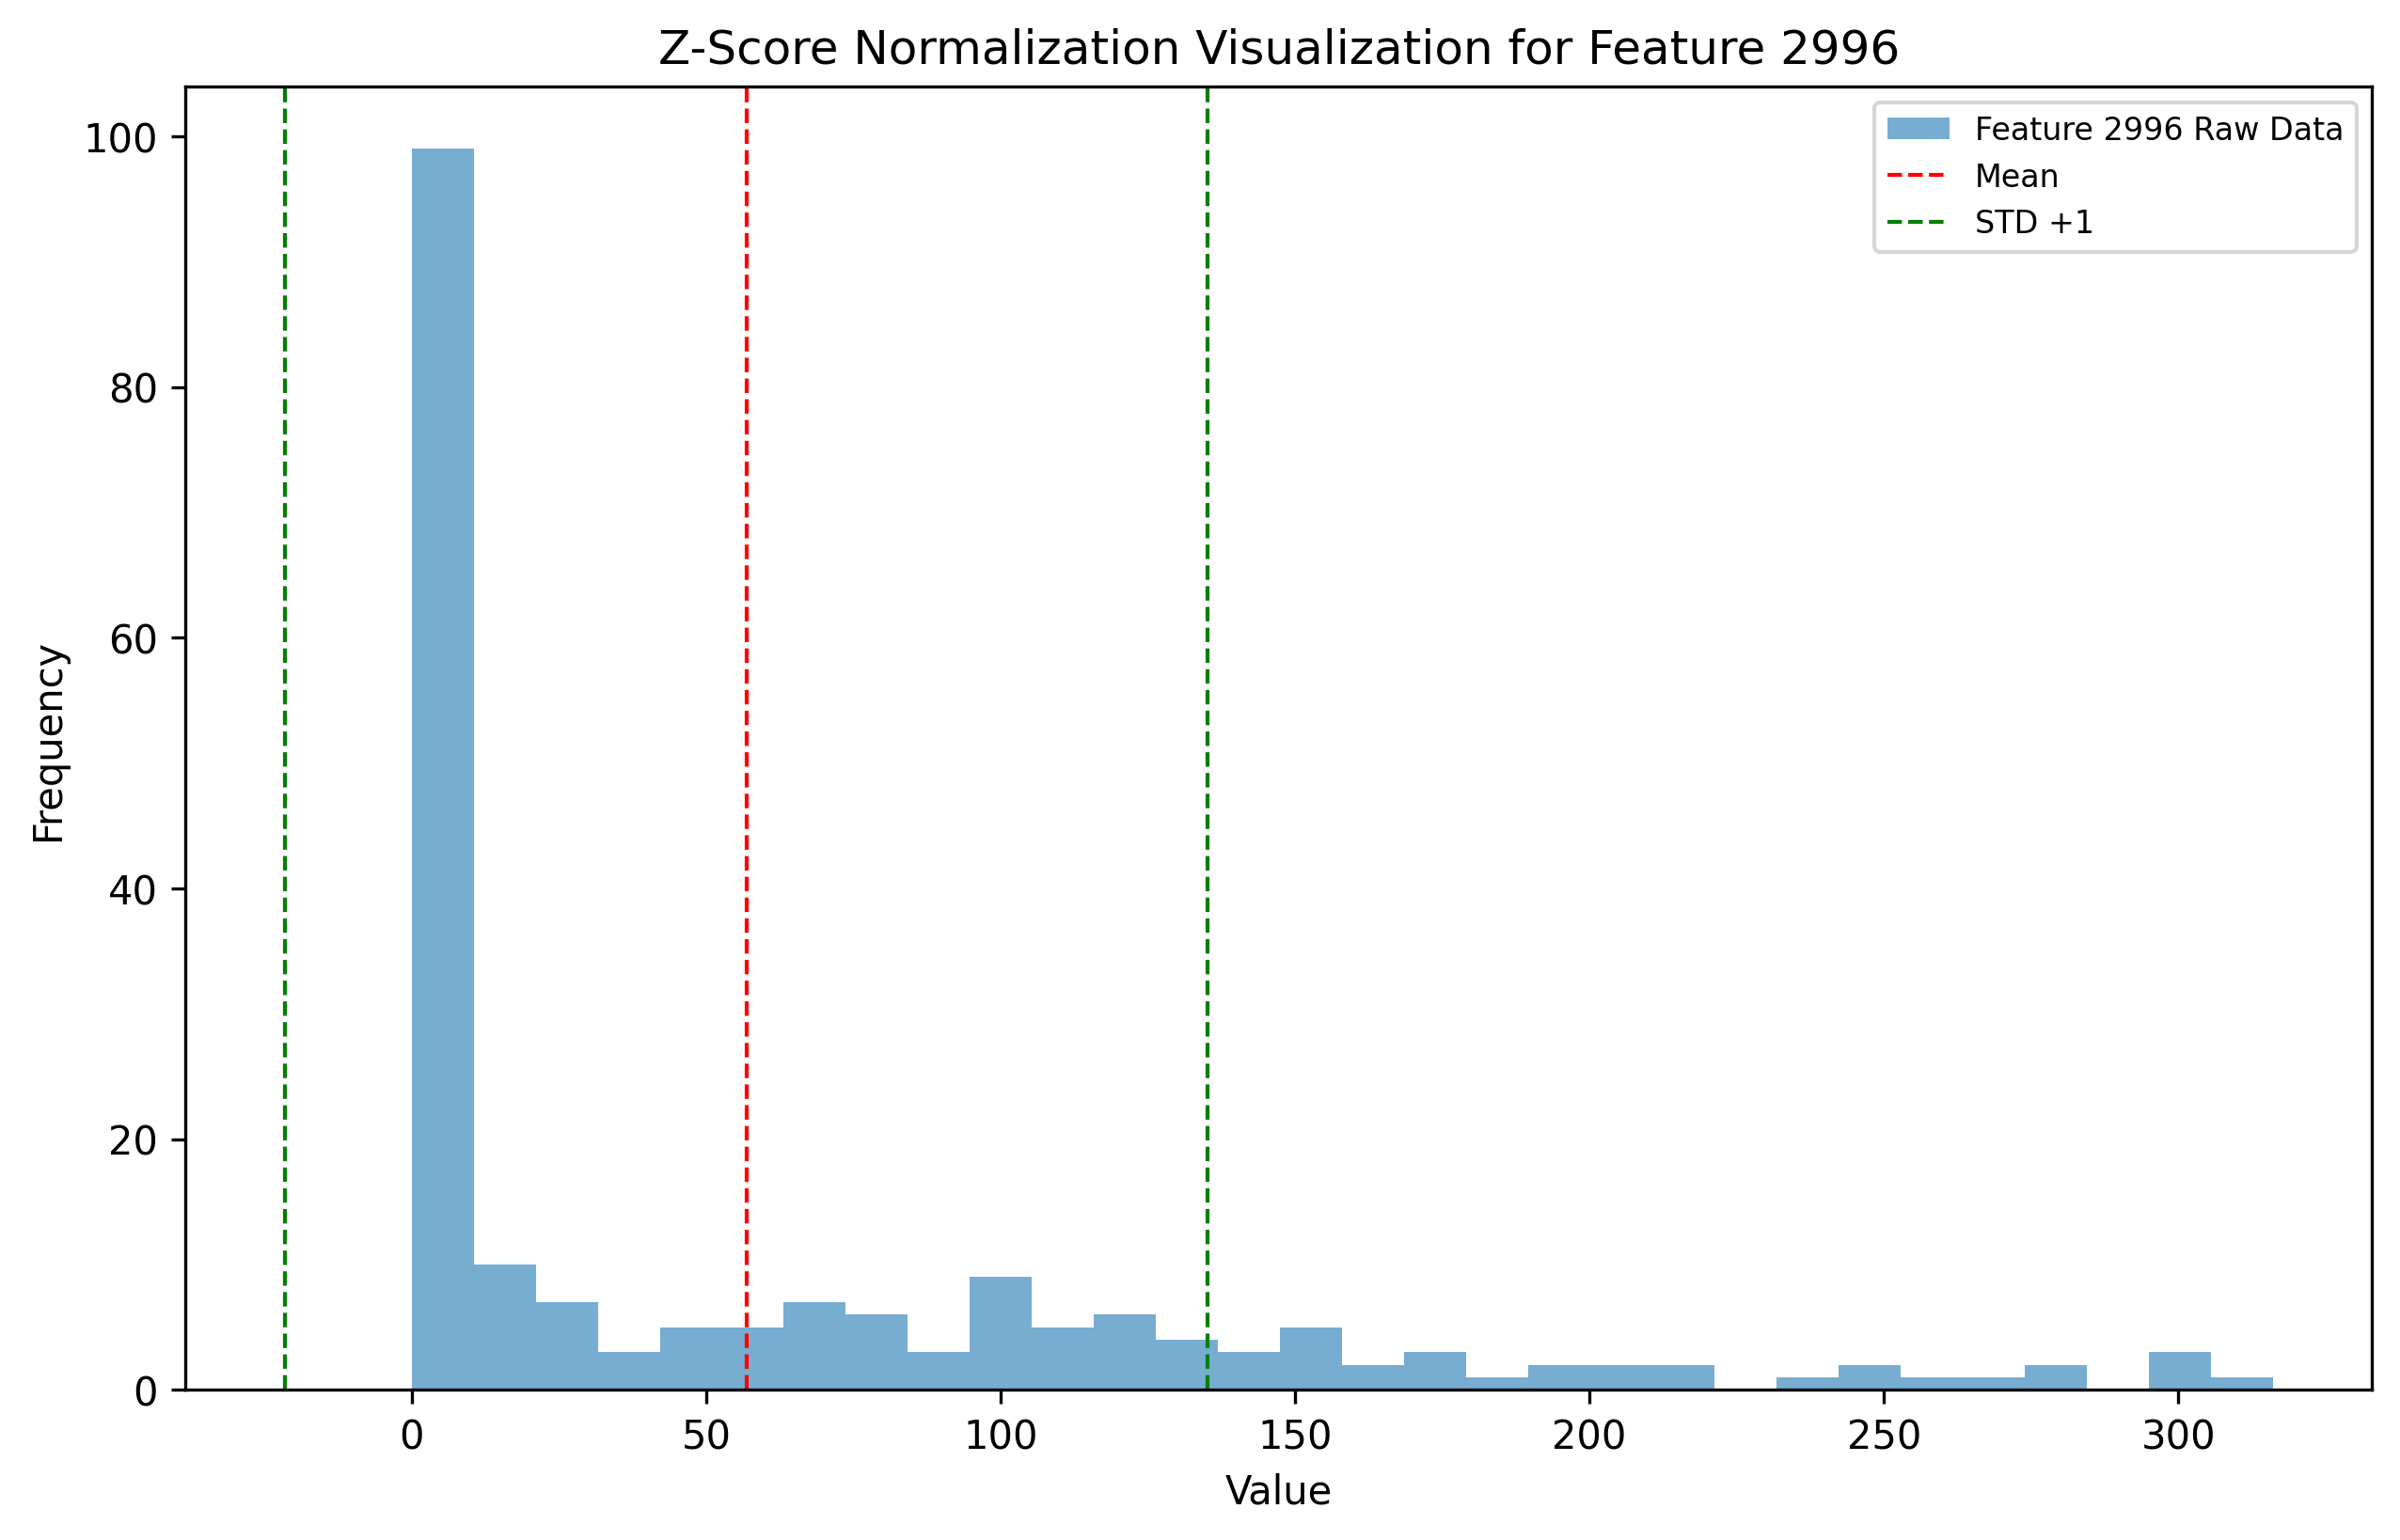 Z-Score Normalization Visualization for Feature 2996
Feature 2996 Raw Data
Mean
STD +1
100
80
60
40
20
0
Frequency
0 50 100 150 200 250 300
Value